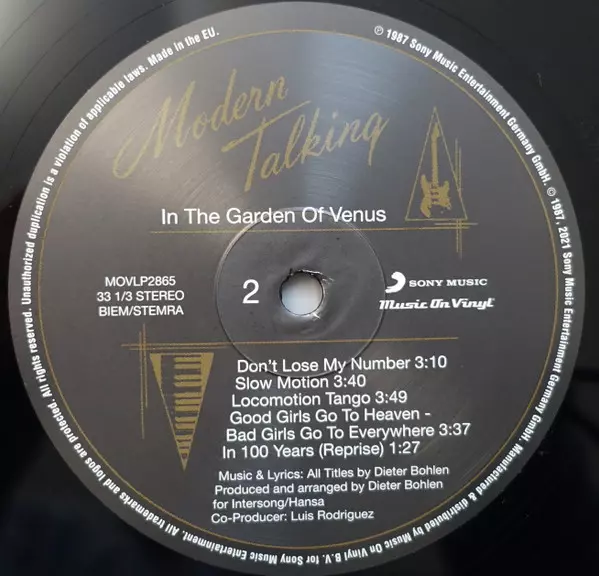 Modern
Talking
In The Garden Of Venus
MOVLP2865
33 1/3 STEREO
BIEM/STEMRA
2
SONY MUSIC
Music On Vinyl
Don't Lose My Number 3:10
Slow Motion 3:40
Locomotion Tango 3:49
Good Girls Go To Heaven -
Bad Girls Go To Everywhere 3:37
In 100 Years (Reprise) 1:27
Music & Lyrics: All Titles by Dieter Bohlen
Produced and arranged by Dieter Bohlen
for Intersong/Hansa
Co-Producer: Luis Rodriguez
℗ 1987 Sony Music Entertainment Germany GmbH. © 1987, 2021 Sony Music Entertainment Germany GmbH. Manufactured & distributed by Music On Vinyl B.V. for Sony Music Entertainment. All trademarks and logos are protected. All rights reserved. Unauthorized duplication is a violation of applicable laws. Made in the EU.